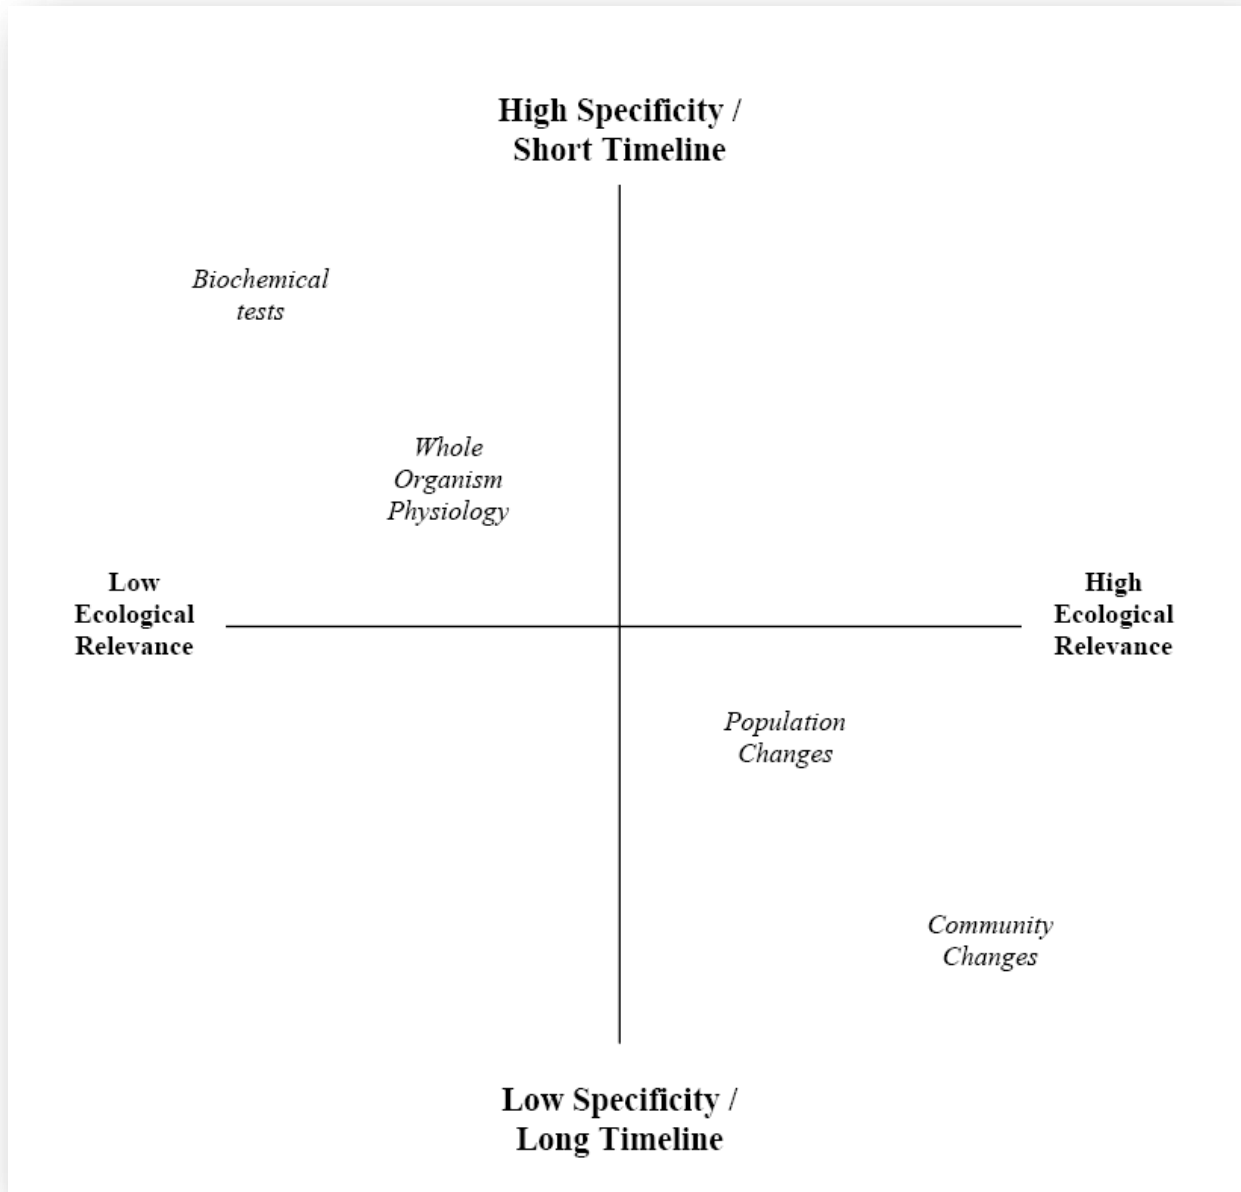 High Specificity /
Short Timeline
Biochemical
tests
Whole
Organism
Physiology
Low
Ecological
Relevance
High
Ecological
Relevance
Population
Changes
Community
Changes
Low Specificity /
Long Timeline